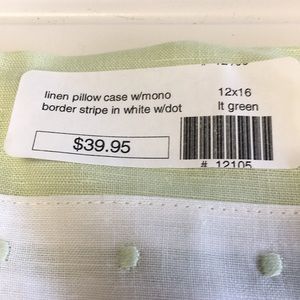 linen pillow case w/mono
border stripe in white w/dot
12x16
lt green
$39.95
# 12105